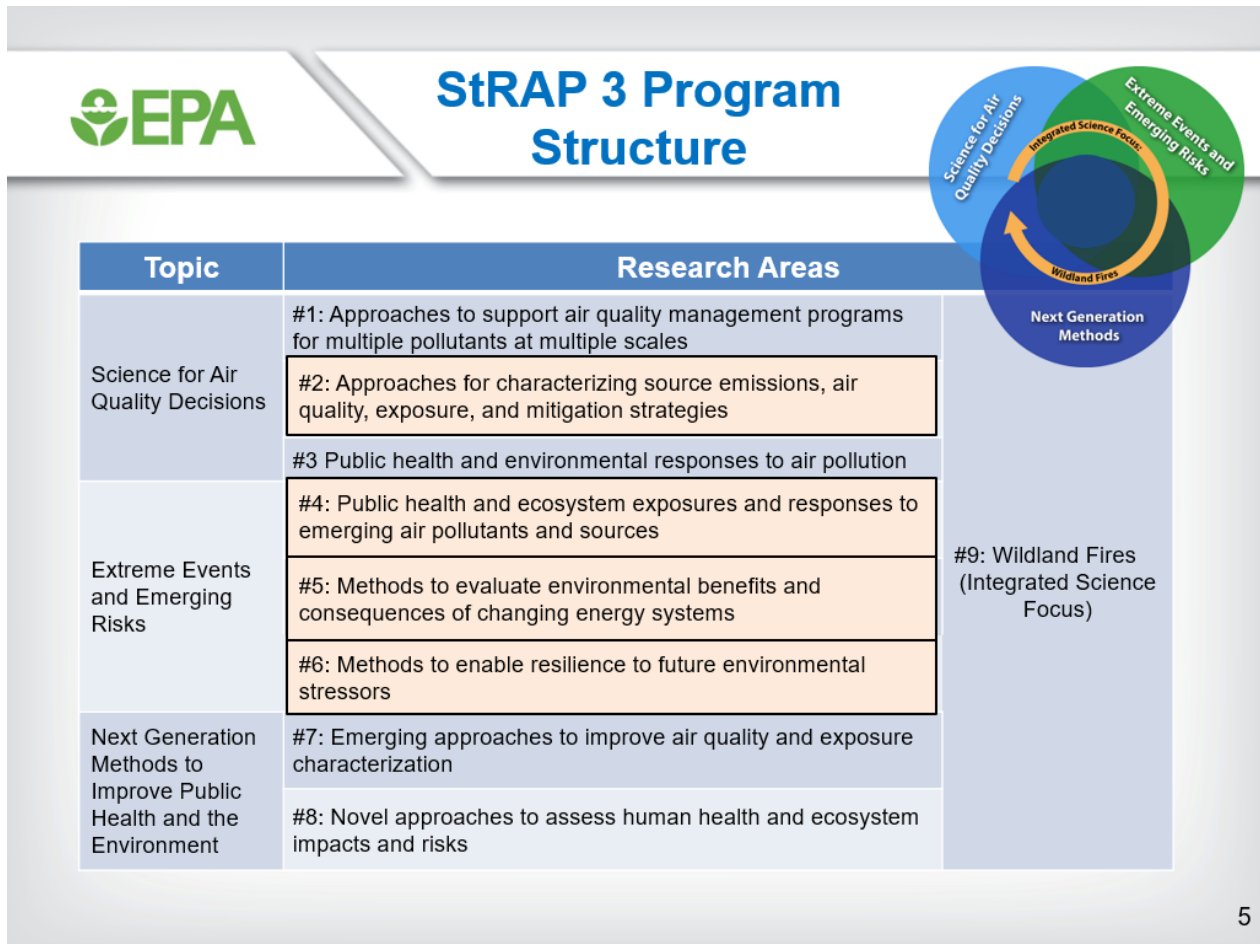 EPA
StRAP 3 Program
Structure
Science for Air
Quality Decisions
Extreme Events and
Emerging Risks
Integrated Science Focus:
Wildland Fires
Next Generation
Methods
Topic
Research Areas
Science for Air
Quality Decisions
#1: Approaches to support air quality management programs
for multiple pollutants at multiple scales
#2: Approaches for characterizing source emissions, air
quality, exposure, and mitigation strategies
#3 Public health and environmental responses to air pollution
Extreme Events
and Emerging
Risks
#4: Public health and ecosystem exposures and responses to
emerging air pollutants and sources
#5: Methods to evaluate environmental benefits and
consequences of changing energy systems
#6: Methods to enable resilience to future environmental
stressors
Next Generation
Methods to
Improve Public
Health and the
Environment
#7: Emerging approaches to improve air quality and exposure
characterization
#8: Novel approaches to assess human health and ecosystem
impacts and risks
#9: Wildland Fires
(Integrated Science
Focus)
5